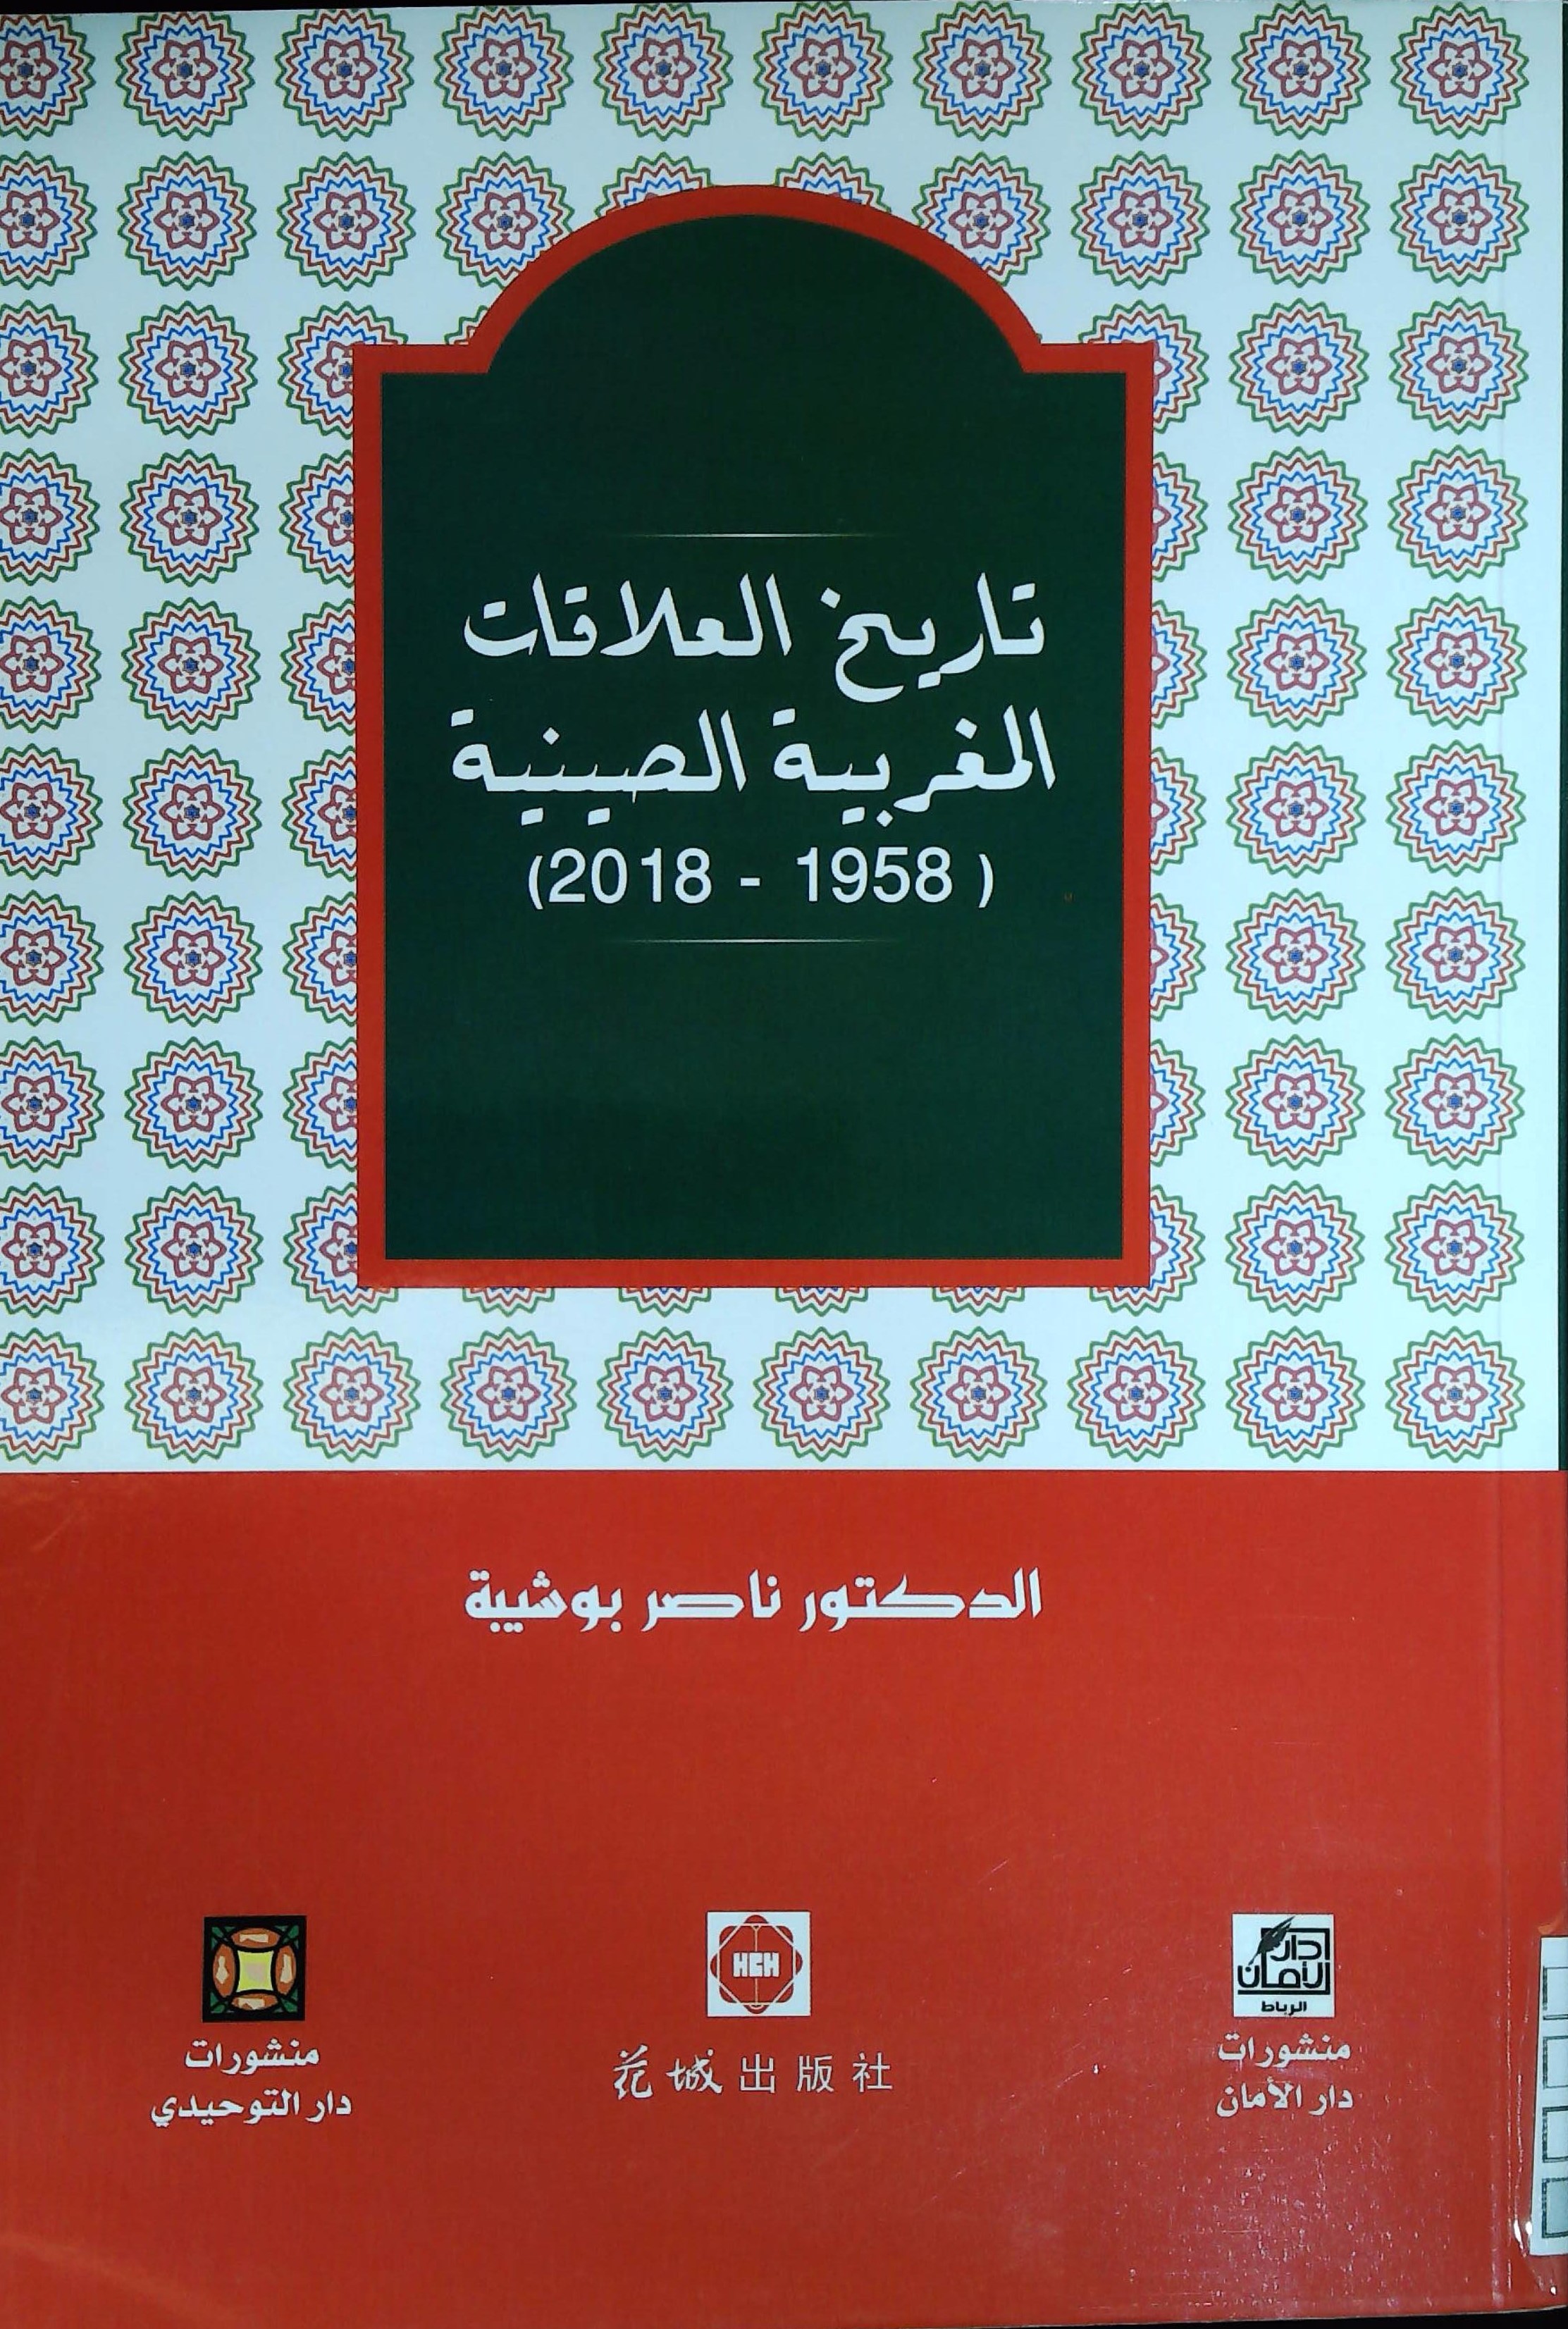 تاريخ العلاقات
المغربية الصينية
(1958 - 2018)
الدكتور ناصر بوشيبة
دار
الأمان
الرباط
منشورات
دار الأمان
HCH
花城出版社
منشورات
دار التوحيدي